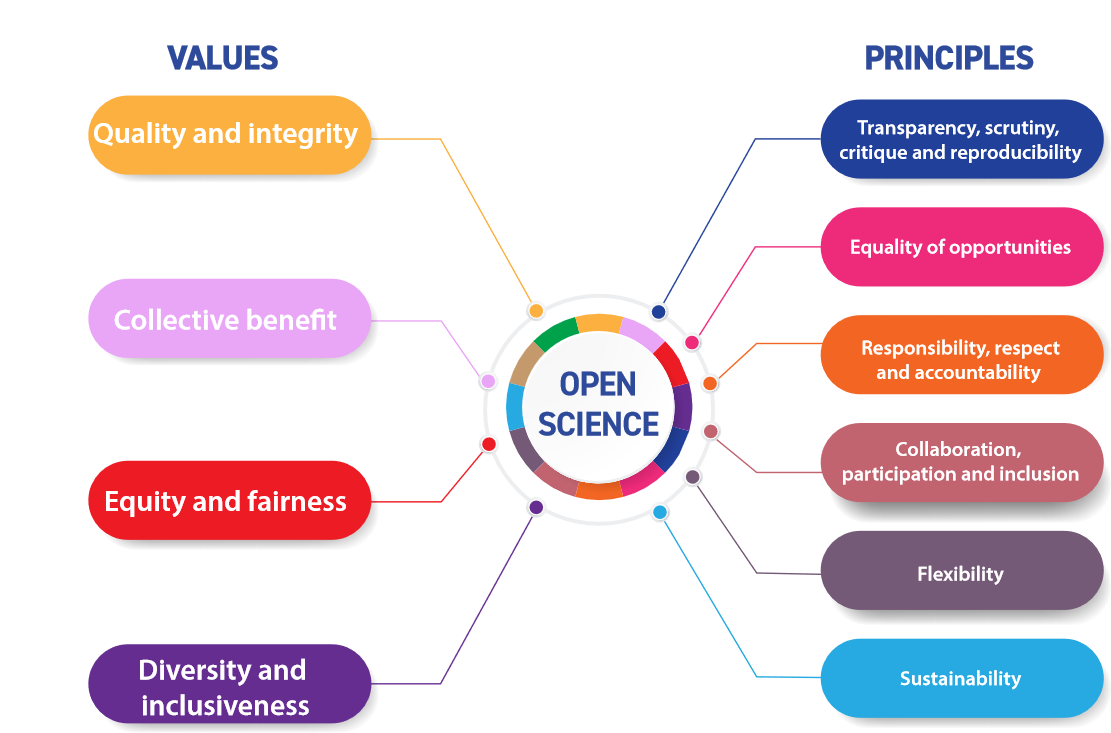 VALUES
Quality and integrity
Collective benefit
Equity and fairness
Diversity and
inclusiveness
OPEN
SCIENCE
PRINCIPLES
Transparency, scrutiny,
critique and reproducibility
Equality of opportunities
Responsibility, respect
and accountability
Collaboration,
participation and inclusion
Flexibility
Sustainability